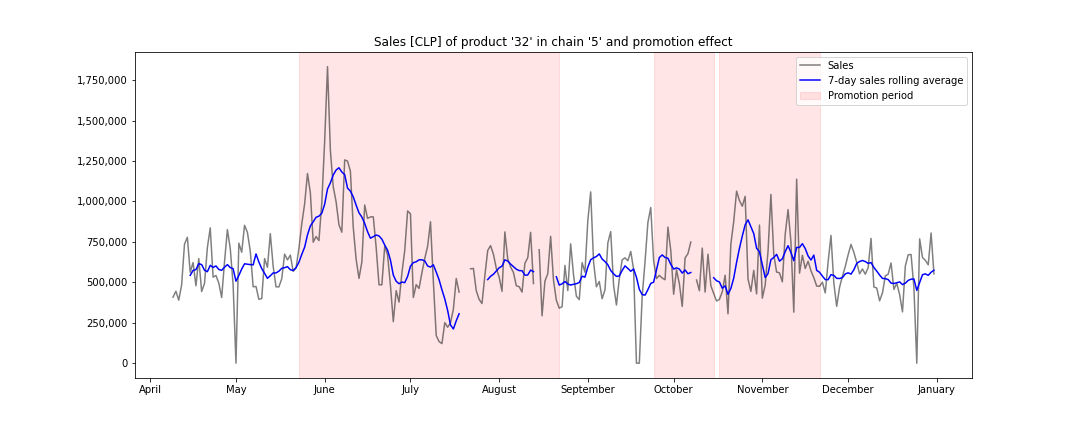 Sales [CLP] of product '32' in chain '5' and promotion effect
Sales
7-day sales rolling average
Promotion period
1,750,000
1,500,000
1,250,000
1,000,000
750,000
500,000
250,000
0
April May June July August September October November December January